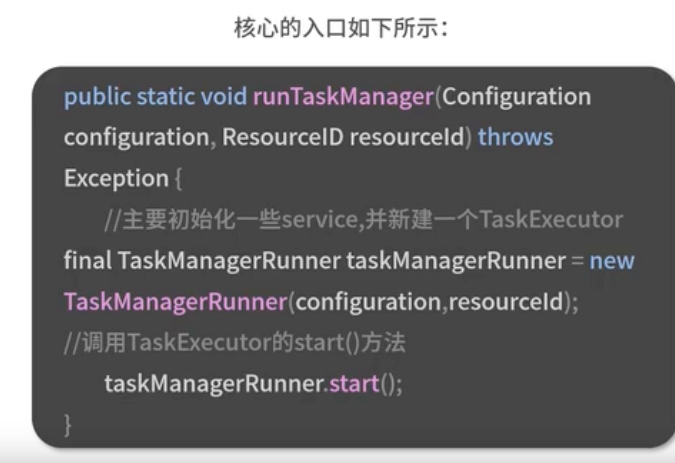 核心的入口如下所示：
public static void runTaskManager(Configuration
configuration, ResourceID resourceId) throws
Exception {
//主要初始化一些service,并新建一个TaskExecutor
final TaskManagerRunner taskManagerRunner = new
TaskManagerRunner(configuration,resourceId);
//调用TaskExecutor的start()方法
taskManagerRunner.start();
}